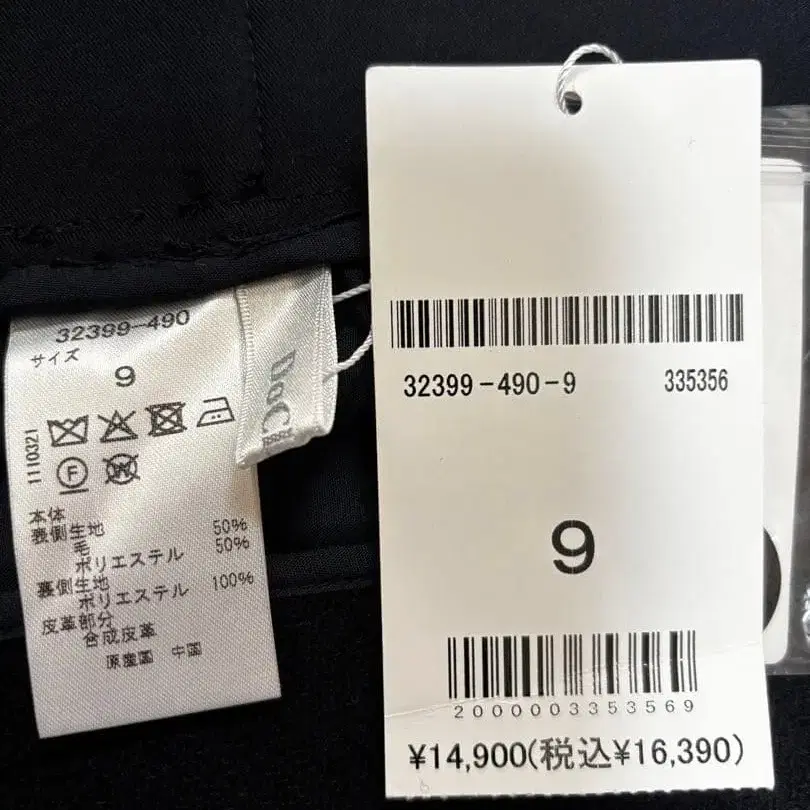 32399-490
サイズ
9
1110321
F
W
本体
表側生地
毛 50%
ポリエステル 50%
裏側生地
ポリエステル 100%
皮革部分
合成皮革
原産国 中国
32399-490-9 335356
9
2000003353569
¥14,900(税込¥16,390)